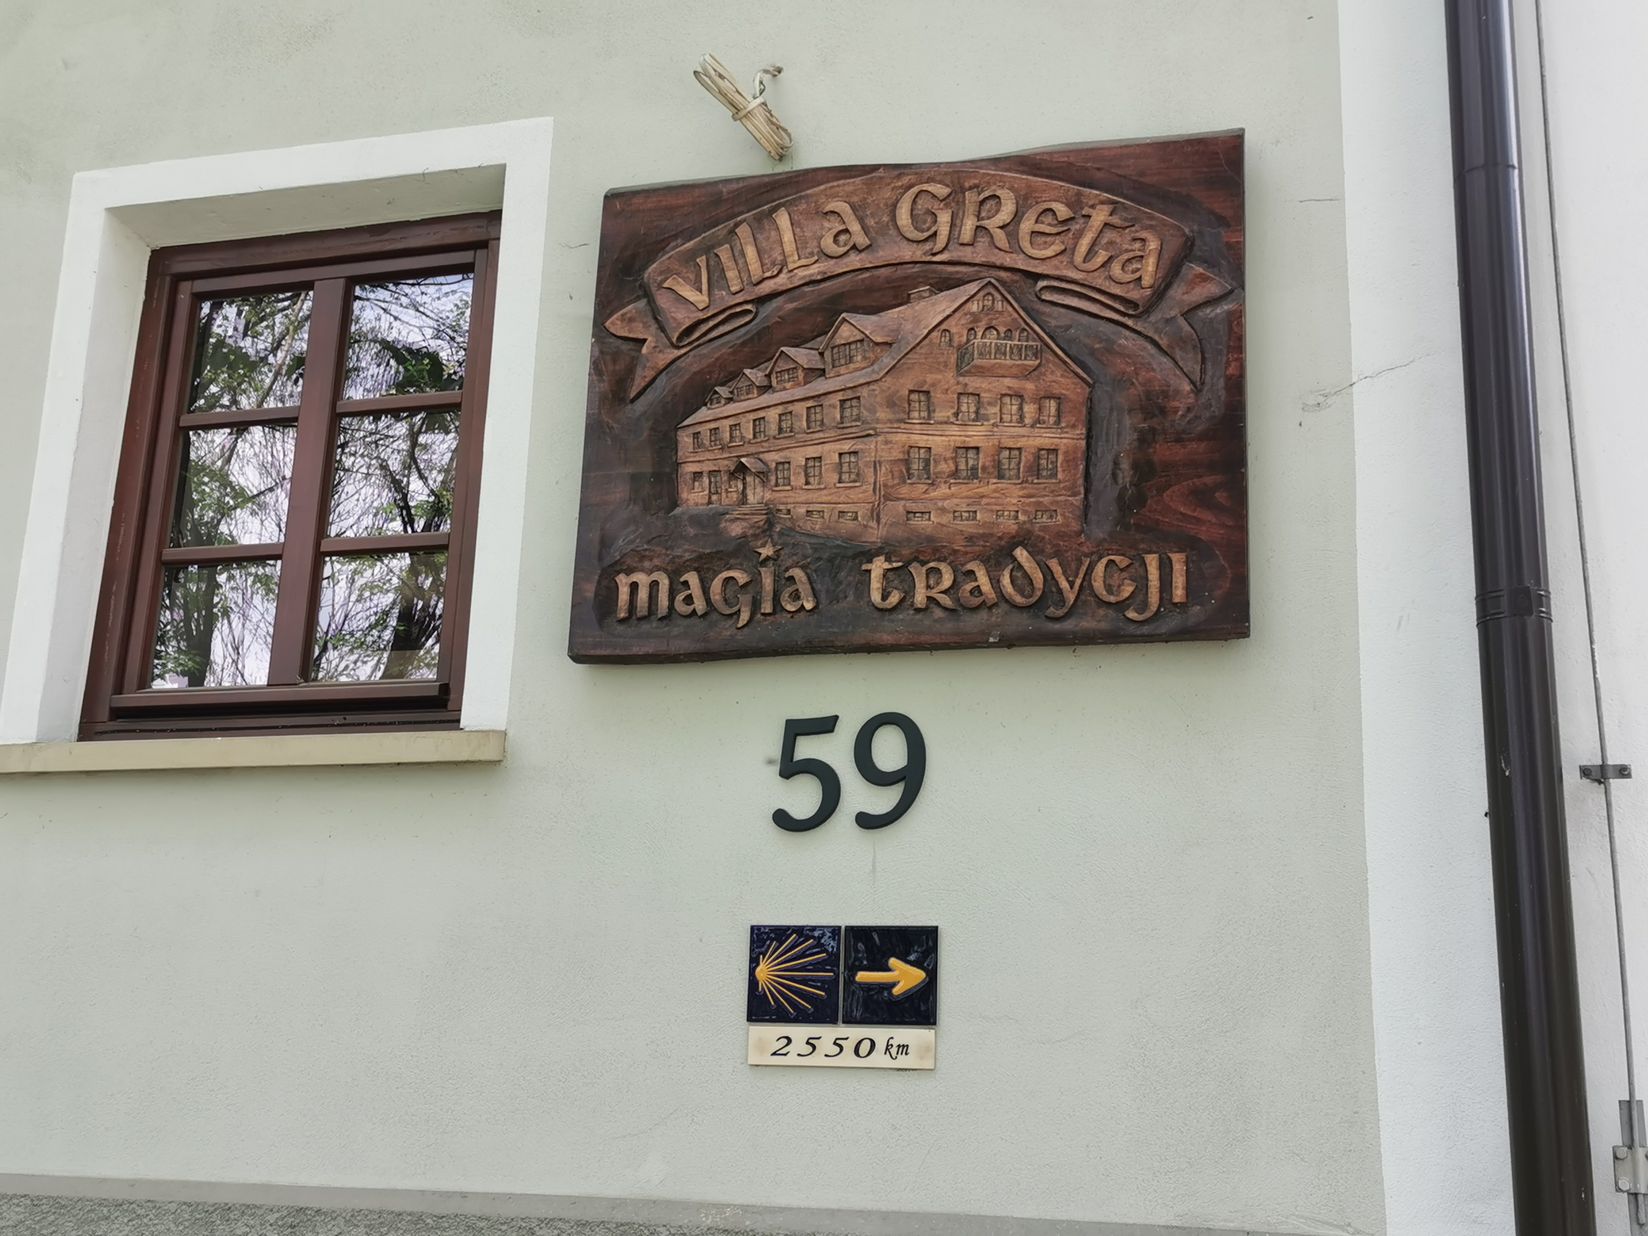 Villa Greta
magia tradycji
59
2550 km